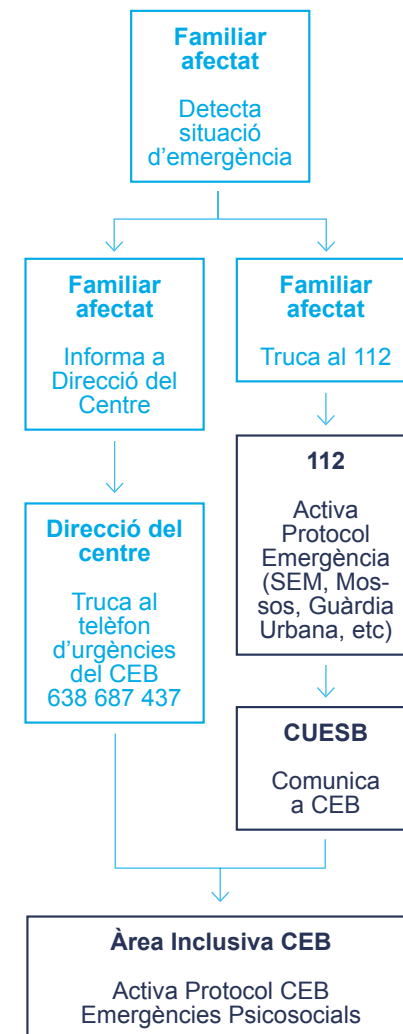 Familiar
afectat
Detecta
situació
d'emergència
Familiar
afectat
Informa a
Direcció del
Centre
Familiar
afectat
Truca al 112
Direcció del
centre
Truca al
telèfon
d'urgències
del CEB
638 687 437
112
Activa
Protocol
Emergència
(SEM, Mos-
sos, Guàrdia
Urbana, etc)
CUESB
Comunica
a CEB
Àrea Inclusiva CEB
Activa Protocol CEB
Emergències Psicosocials